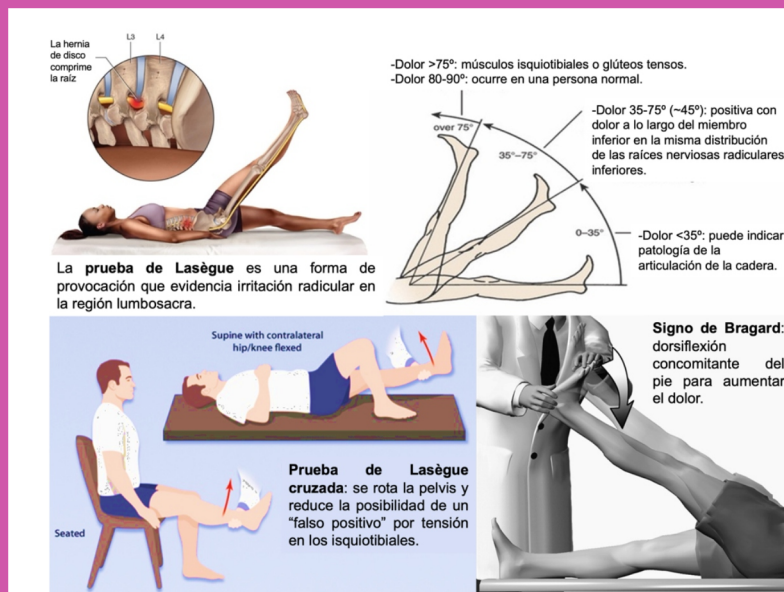 La hernia
de disco
comprime
la raíz
L3 L4
-Dolor >75º: músculos isquiotibiales o glúteos tensos.
-Dolor 80-90º: ocurre en una persona normal.
over 75°
35°–75°
0–35°
-Dolor 35-75º (~45º): positiva con
dolor a lo largo del miembro
inferior en la misma distribución
de las raíces nerviosas radiculares
inferiores.
-Dolor <35º: puede indicar
patología de la
articulación de la cadera.
La prueba de Lasègue es una forma de
provocación que evidencia irritación radicular en
la región lumbosacra.
Supine with contralateral
hip/knee flexed
Seated
Prueba de Lasègue
cruzada: se rota la pelvis y
reduce la posibilidad de un
“falso positivo” por tensión
en los isquiotibiales.
Signo de Bragard:
dorsiflexión
concomitante del
pie para aumentar
el dolor.